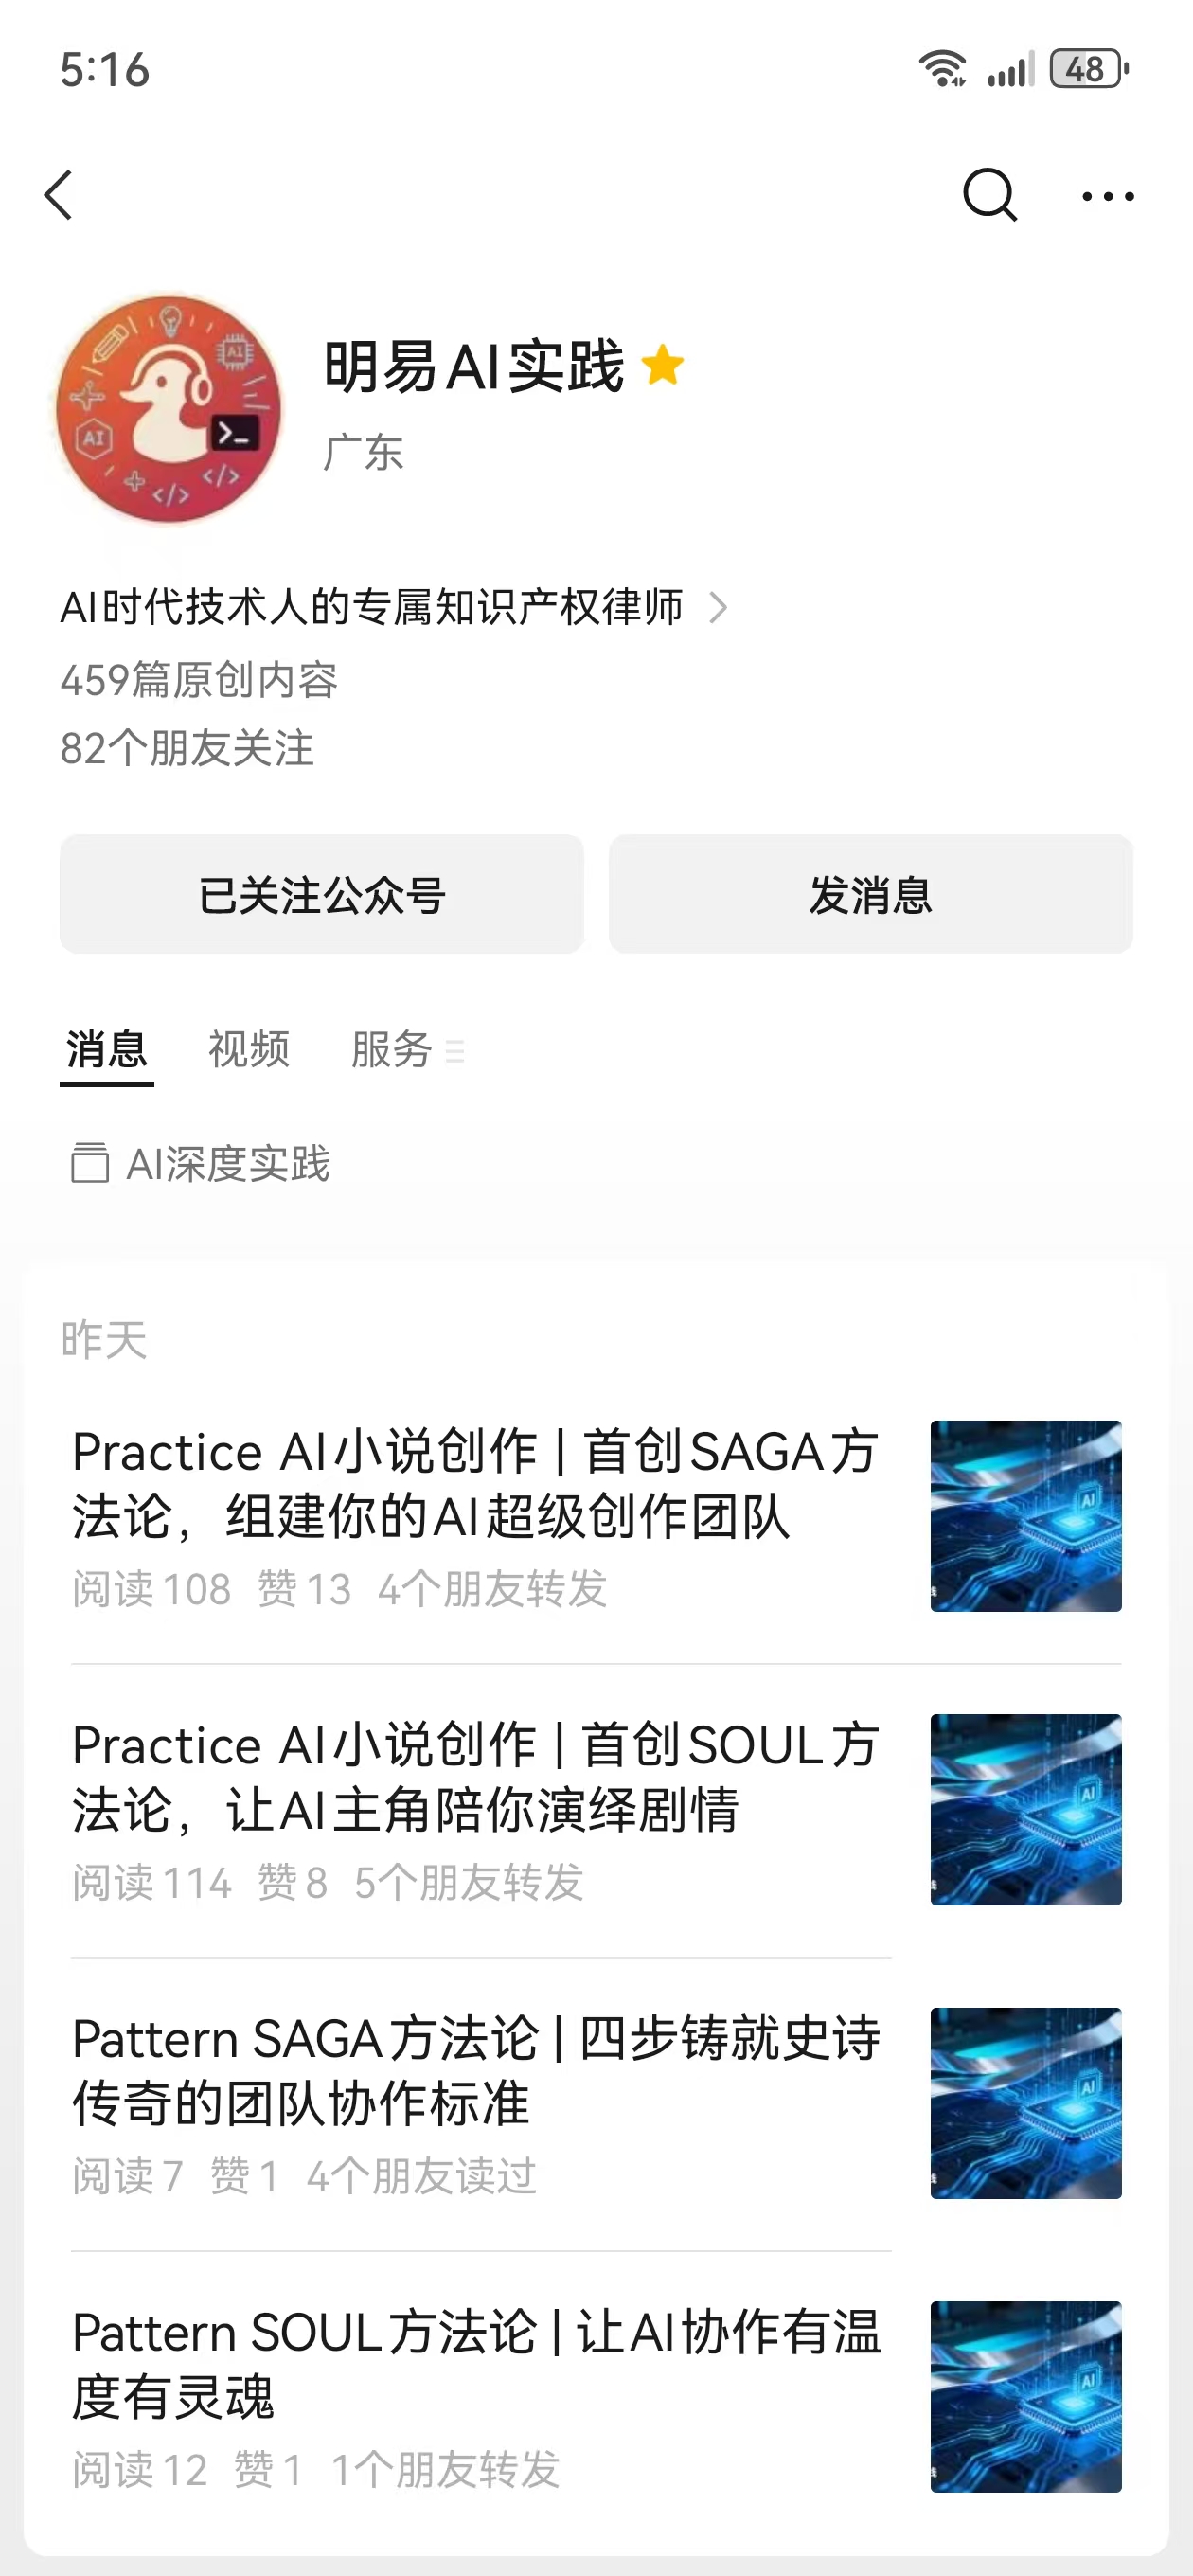 5:16
48
明易AI实践
广东
AI时代技术人的专属知识产权律师
459篇原创内容
82个朋友关注
已关注公众号
发消息
消息 视频 服务
AI深度实践
昨天
Practice AI小说创作 | 首创SAGA方
法论，组建你的AI超级创作团队
阅读 108 赞 13 4个朋友转发
Practice AI小说创作 | 首创SOUL方
法论，让AI主角陪你演绎剧情
阅读 114 赞 8 5个朋友转发
Pattern SAGA方法论 | 四步铸就史诗
传奇的团队协作标准
阅读 7 赞 1 4个朋友读过
Pattern SOUL方法论 | 让AI协作有温
度有灵魂
阅读 12 赞 1 1个朋友转发
AI
AI
AI
AI
AI
AI